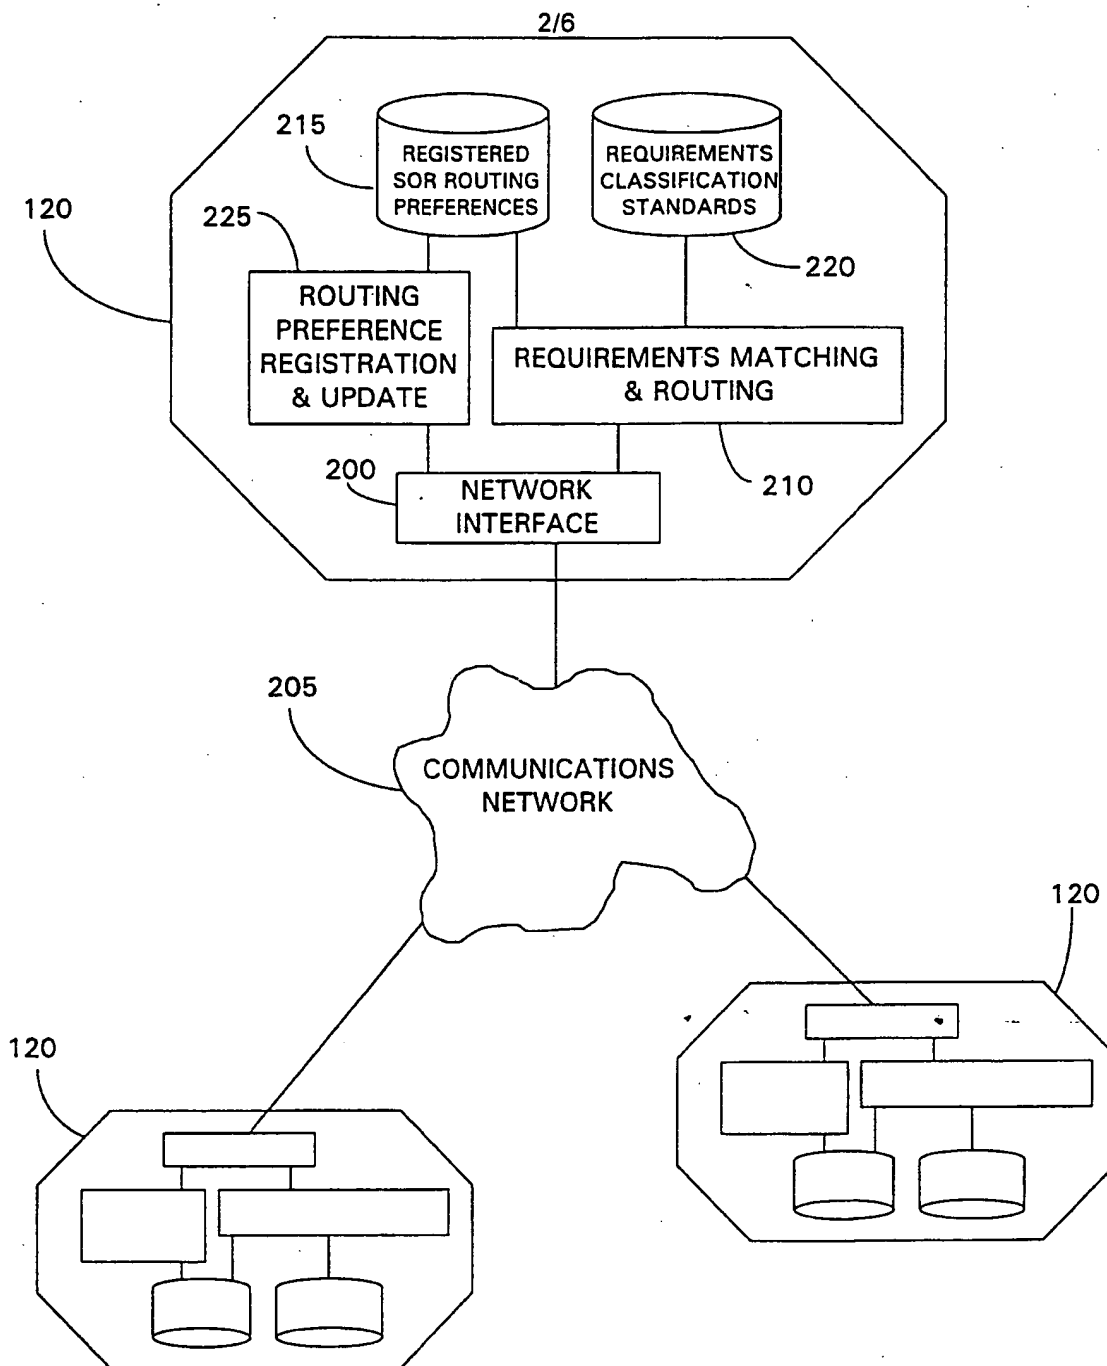 2/6
215
REGISTERED
SOR ROUTING
PREFERENCES
REQUIREMENTS
CLASSIFICATION
STANDARDS
120
225
220
ROUTING
PREFERENCE
REGISTRATION
& UPDATE
REQUIREMENTS MATCHING
& ROUTING
200
210
NETWORK
INTERFACE
205
COMMUNICATIONS
NETWORK
120
120